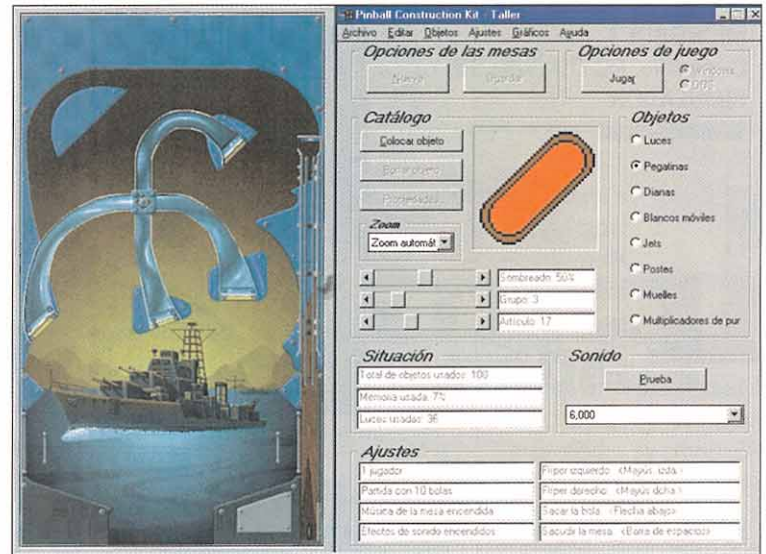 Pinball Construction Kit - Taller
Archivo Editar Objetos Ajustes Gráficos Ayuda
Opciones de las mesas
Nueva Guardar
Opciones de juego
Jugar
Windows
DOS
Catálogo
Colocar objeto
Borrar objeto
Propiedades
Zoom
Zoom automát
Sombreado: 50%
Grupo: 3
Artículo: 17
Objetos
Luces
Pegatinas
Dianas
Blancos móviles
Jets
Postes
Muelles
Multiplicadores de pur
Situación
Total de objetos usados: 100
Memoria usada: 7%
Luces usadas: 36
Sonido
Prueba
6,000
Ajustes
1 jugador
Partida con 10 bolas
Música de la mesa encendida
Efectos de sonido encendidos
Fliper izquierdo: <Mayús. izda.>
Fliper derecho: <Mayús dcha.>
Sacar la bola: <Flecha abajo>
Sacudir la mesa: <Barra de espacios>